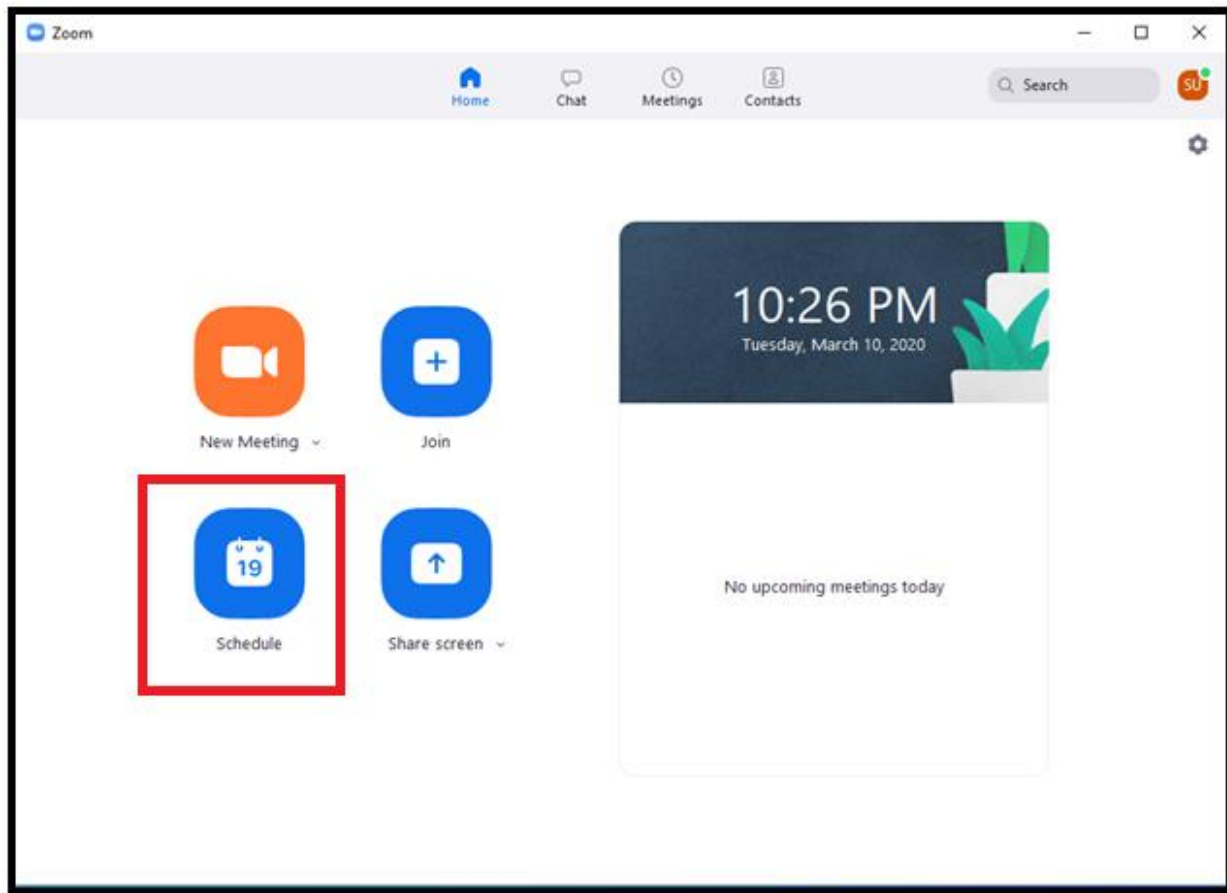 Zoom
Home Chat Meetings Contacts Search SU
10:26 PM
Tuesday, March 10, 2020
New Meeting Join
19
Schedule Share screen
No upcoming meetings today